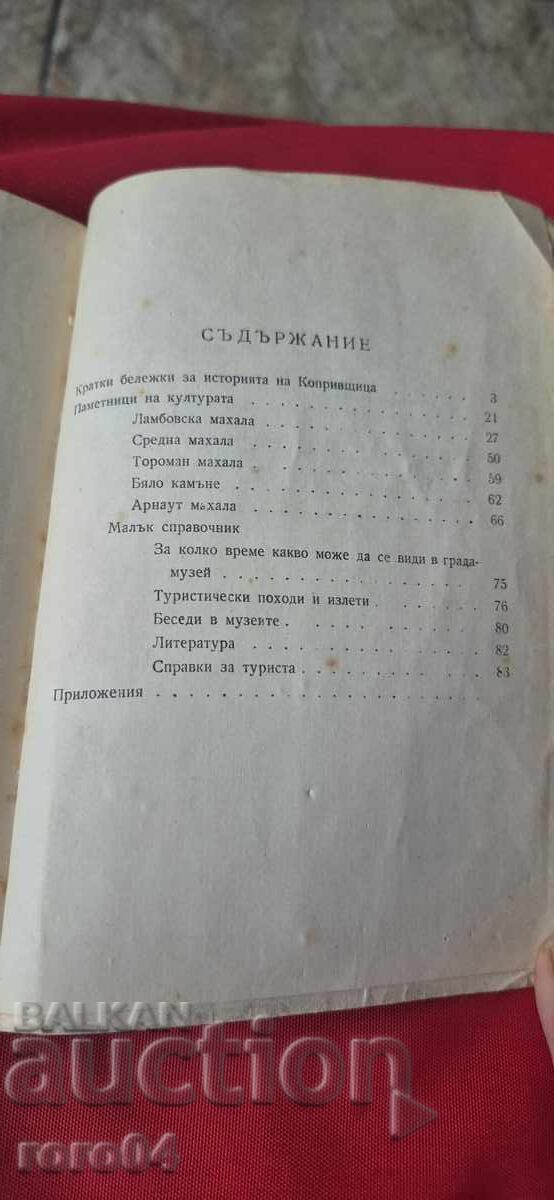 СЪДЪРЖАНИЕ
Кратки бележки за историята на Копривщица . . . . 3
Паметници на културата . . . . . . . . . . . 21
Ламбовска махала . . . . . . . . . . 27
Средна махала . . . . . . . . . . . 50
Тороман махала . . . . . . . . . . 59
Бяло камъне . . . . . . . . . . . 62
Арнаут махала . . . . . . . . . . 66
Малък справочник
За колко време какво може да се види в града-
музей . . . . . . . . . . . . 75
Туристически походи и излети . . . . . . 76
Беседи в музеите . . . . . . . . . . 80
Литература . . . . . . . . . . . 82
Справки за туриста . . . . . . . . . 83
Приложения . . . . . . . . . . . . . . .
BALKAN
auction
roro04